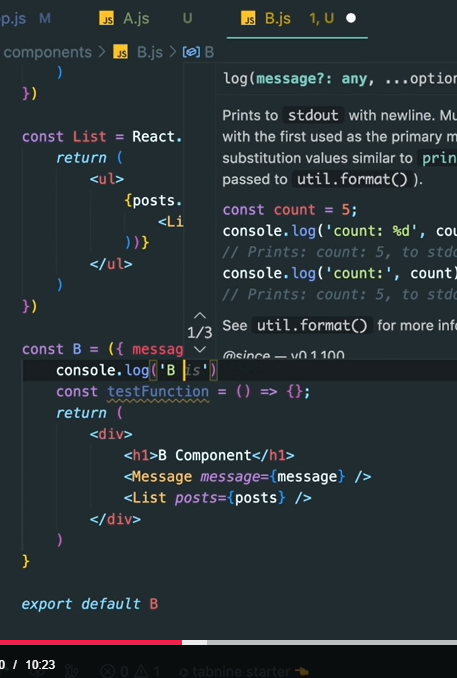 p.js M JS A.js U JS B.js 1, U
components > JS B.js > B
log(message?: any, ...option
)
})
Prints to stdout with newline. Mu
const List = React.
with the first used as the primary m
return (
substitution values similar to prin
<ul>
passed to util.format() ).
{posts.
const count = 5;
<Li
console.log('count: %d', cou
))}
// Prints: count: 5, to stdo
</ul>
console.log('count:', count)
)
// Prints: count: 5, to stdo
})
1/3
See util.format() for more info
const B = ({ messag
@since — v0.1.100
console.log('B is')
const testFunction = () => {};
return (
<div>
<h1>B Component</h1>
<Message message={message} />
<List posts={posts} />
</div>
)
}
export default B
0 / 10:23
0 1 tabnine starter